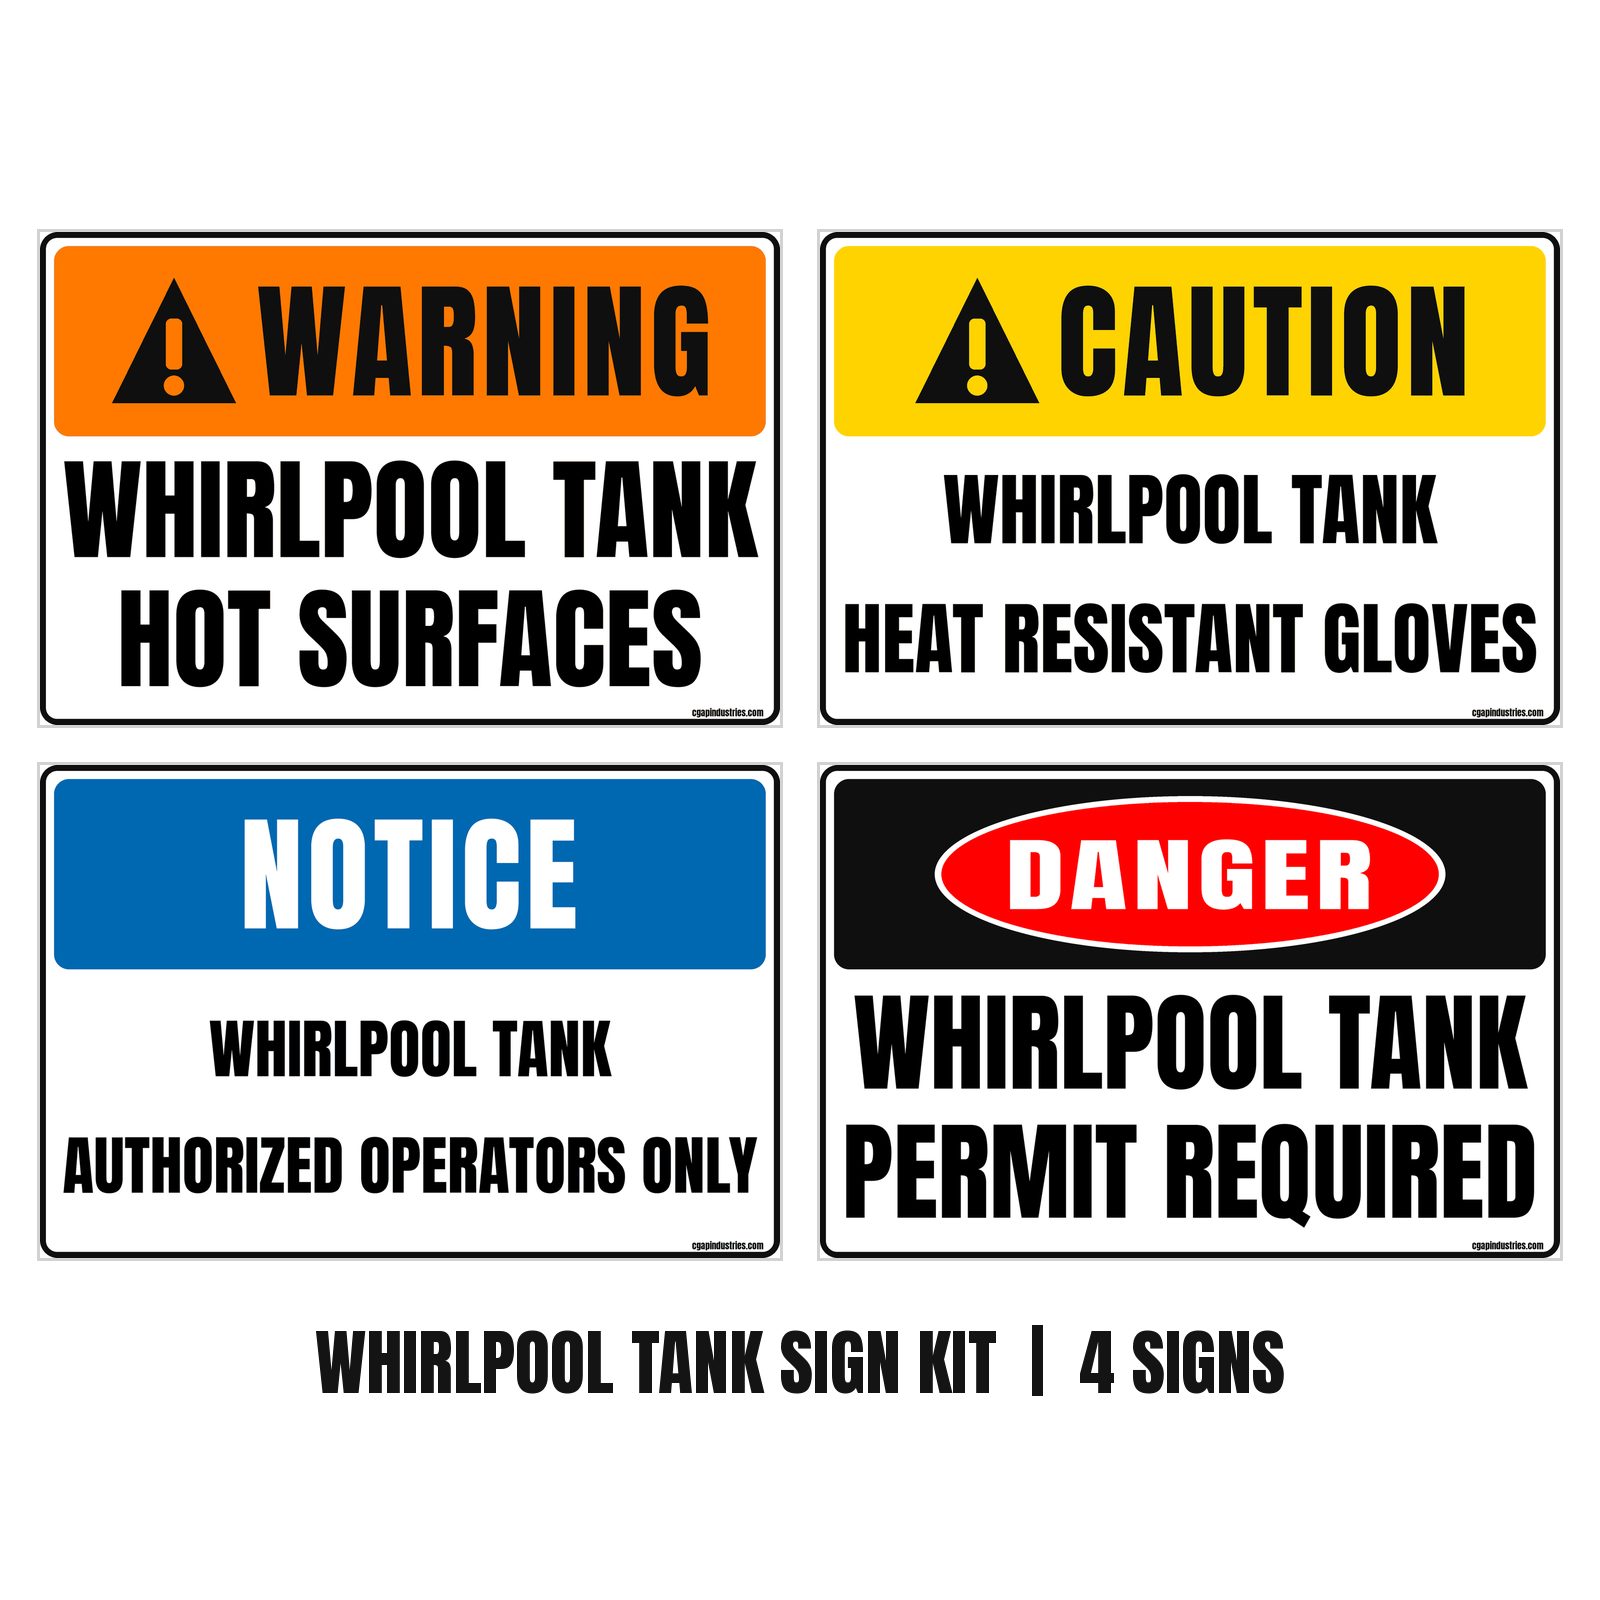 WARNING
WHIRLPOOL TANK
HOT SURFACES
cgapindustries.com
CAUTION
WHIRLPOOL TANK
HEAT RESISTANT GLOVES
cgapindustries.com
NOTICE
WHIRLPOOL TANK
AUTHORIZED OPERATORS ONLY
cgapindustries.com
DANGER
WHIRLPOOL TANK
PERMIT REQUIRED
cgapindustries.com
WHIRLPOOL TANK SIGN KIT | 4 SIGNS